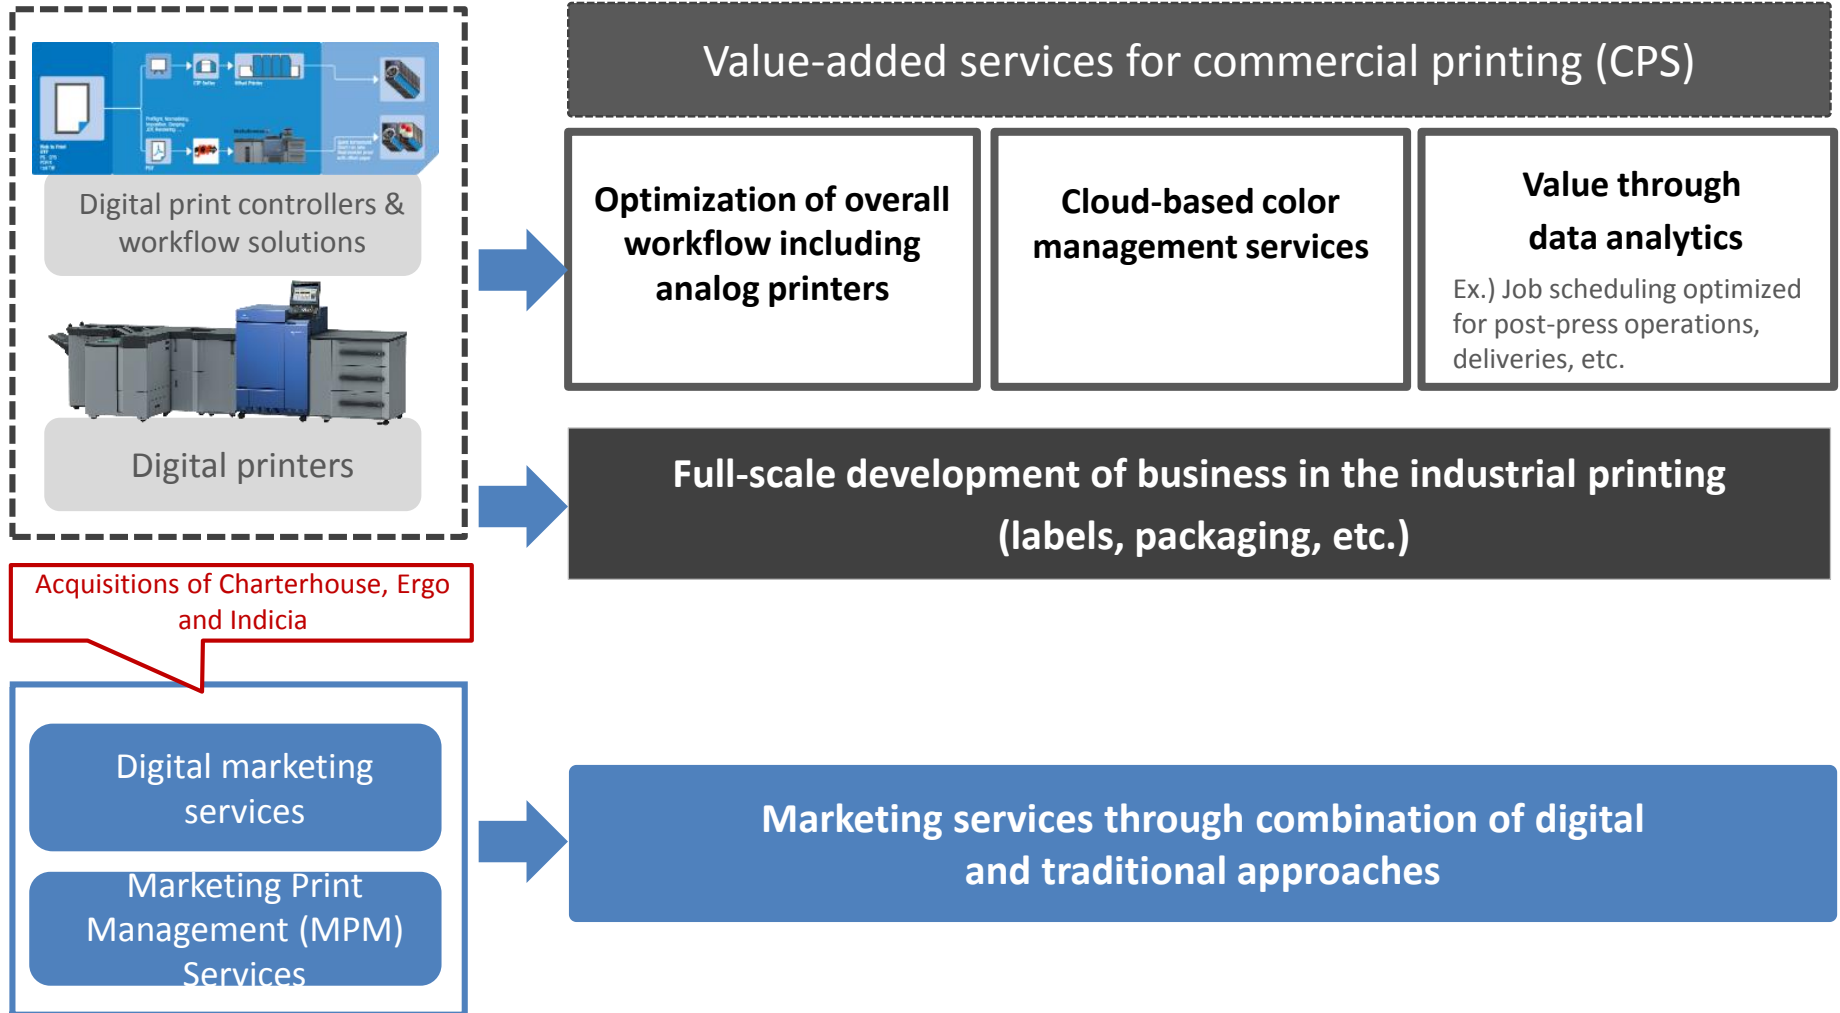 Value-added services for commercial printing (CPS)
PDF
Digital print controllers &
workflow solutions
Digital printers
Optimization of overall
workflow including
analog printers
Cloud-based color
management services
Value through
data analytics
Ex.) Job scheduling optimized
for post-press operations,
deliveries, etc.
Full-scale development of business in the industrial printing
(labels, packaging, etc.)
Acquisitions of Charterhouse, Ergo
and Indicia
Digital marketing
services
Marketing Print
Management (MPM)
Services
Marketing services through combination of digital
and traditional approaches